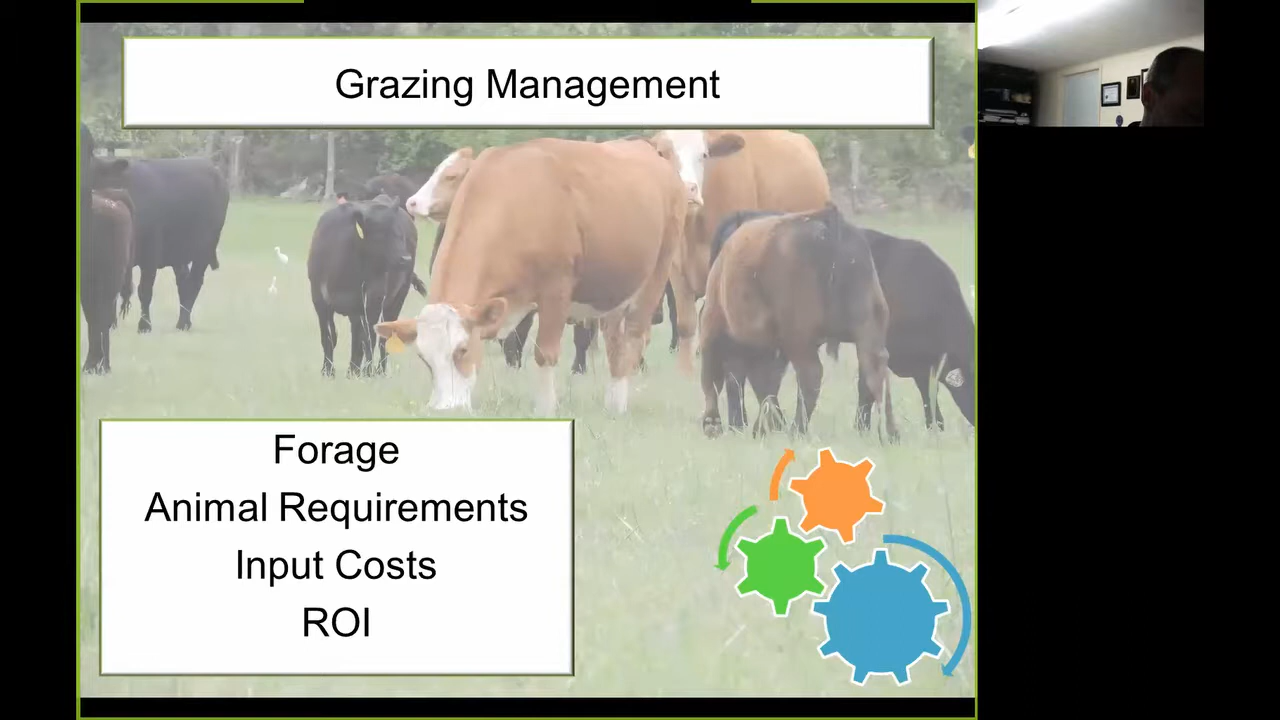 Grazing Management
Forage
Animal Requirements
Input Costs
ROI